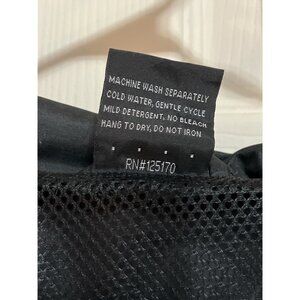 MACHINE WASH SEPARATELY
COLD WATER, GENTLE CYCLE
MILD DETERGENT, NO BLEACH
HANG TO DRY, DO NOT IRON
RN#125170